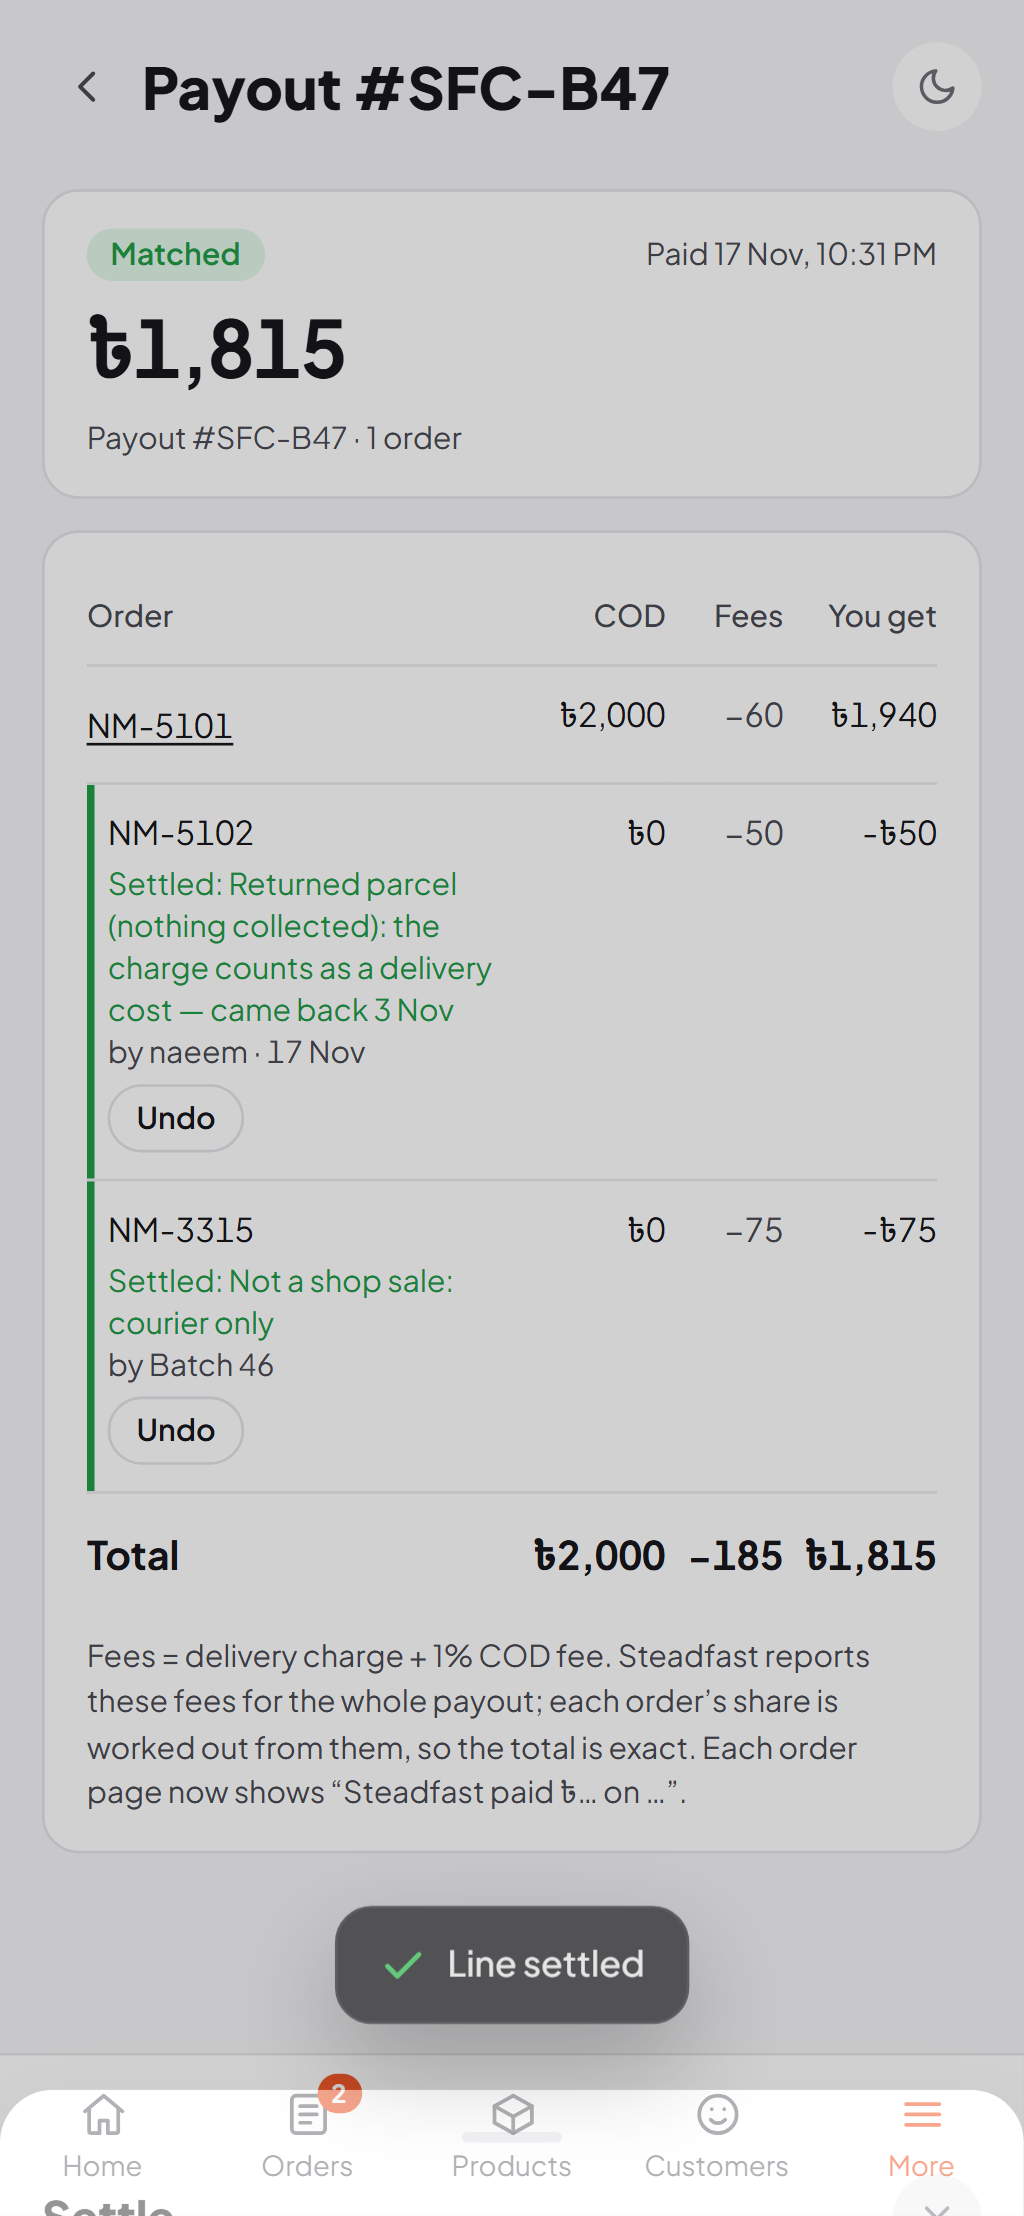 Payout #SFC-B47
Matched
Paid 17 Nov, 10:31 PM
৳1,815
Payout #SFC-B47 · 1 order
Order COD Fees You get
NM-5101 ৳2,000 −60 ৳1,940
NM-5102 ৳0 −50 -৳50
Settled: Returned parcel
(nothing collected): the
charge counts as a delivery
cost — came back 3 Nov
by naeem · 17 Nov
Undo
NM-3315 ৳0 −75 -৳75
Settled: Not a shop sale:
courier only
by Batch 46
Undo
Total ৳2,000 −185 ৳1,815
Fees = delivery charge + 1% COD fee. Steadfast reports
these fees for the whole payout; each order’s share is
worked out from them, so the total is exact. Each order
page now shows “Steadfast paid ৳… on …”.
Line settled
2
Home Orders Products Customers More
Settle